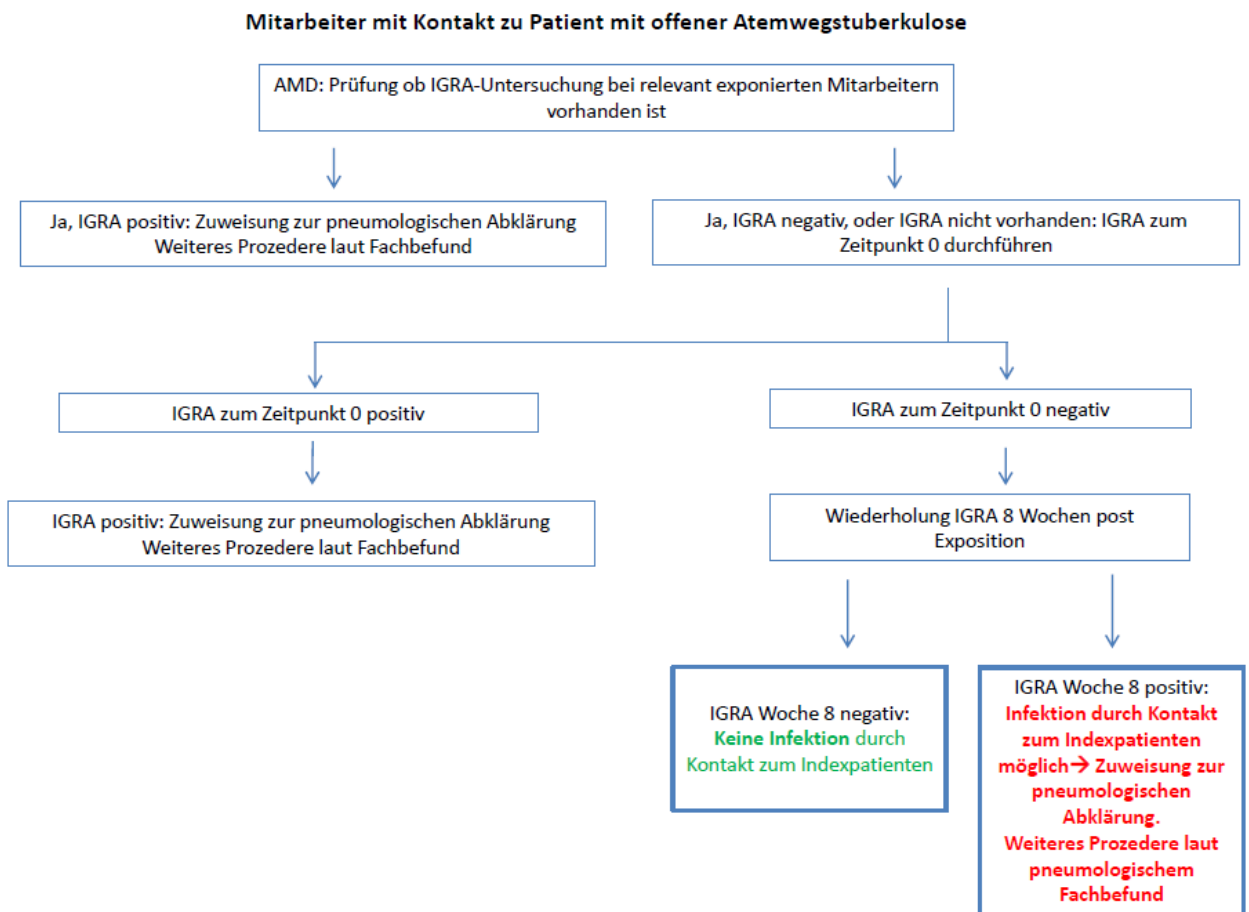 Mitarbeiter mit Kontakt zu Patient mit offener Atemwegstuberkulose
AMD: Prüfung ob IGRA-Untersuchung bei relevant exponierten Mitarbeitern
vorhanden ist
Ja, IGRA positiv: Zuweisung zur pneumologischen Abklärung
Weiteres Prozedere laut Fachbefund
Ja, IGRA negativ, oder IGRA nicht vorhanden: IGRA zum
Zeitpunkt 0 durchführen
IGRA zum Zeitpunkt 0 positiv
IGRA zum Zeitpunkt 0 negativ
IGRA positiv: Zuweisung zur pneumologischen Abklärung
Weiteres Prozedere laut Fachbefund
Wiederholung IGRA 8 Wochen post
Exposition
IGRA Woche 8 negativ:
Keine Infektion durch
Kontakt zum Indexpatienten
IGRA Woche 8 positiv:
Infektion durch Kontakt
zum Indexpatienten
möglich→ Zuweisung zur
pneumologischen
Abklärung.
Weiteres Prozedere laut
pneumologischem
Fachbefund